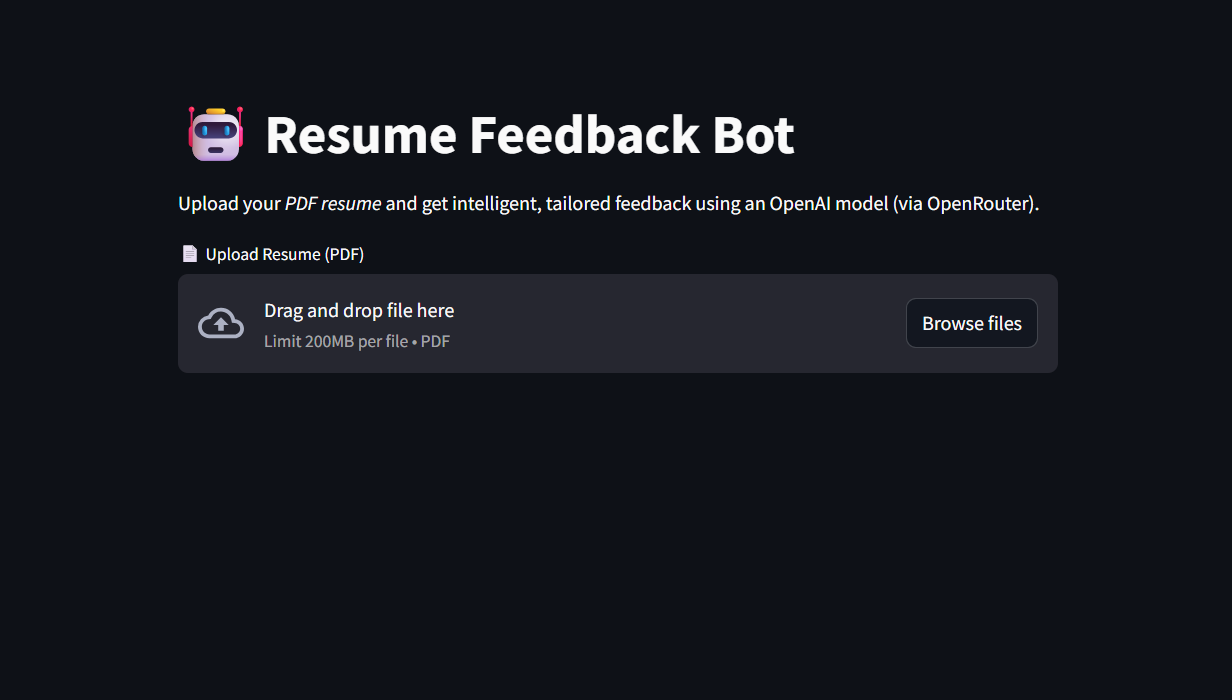 Resume Feedback Bot
Upload your PDF resume and get intelligent, tailored feedback using an OpenAI model (via OpenRouter).
Upload Resume (PDF)
Drag and drop file here
Limit 200MB per file • PDF
Browse files